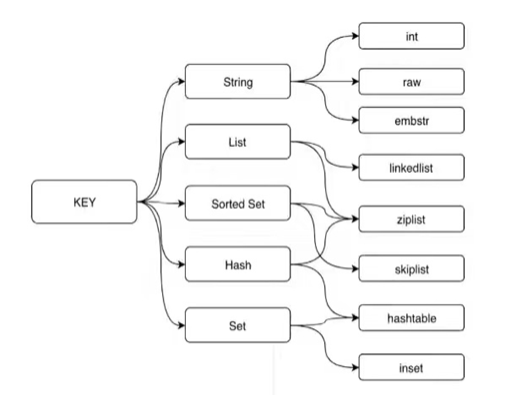 KEY
String
List
Sorted Set
Hash
Set
int
raw
embstr
linkedlist
ziplist
skiplist
hashtable
inset